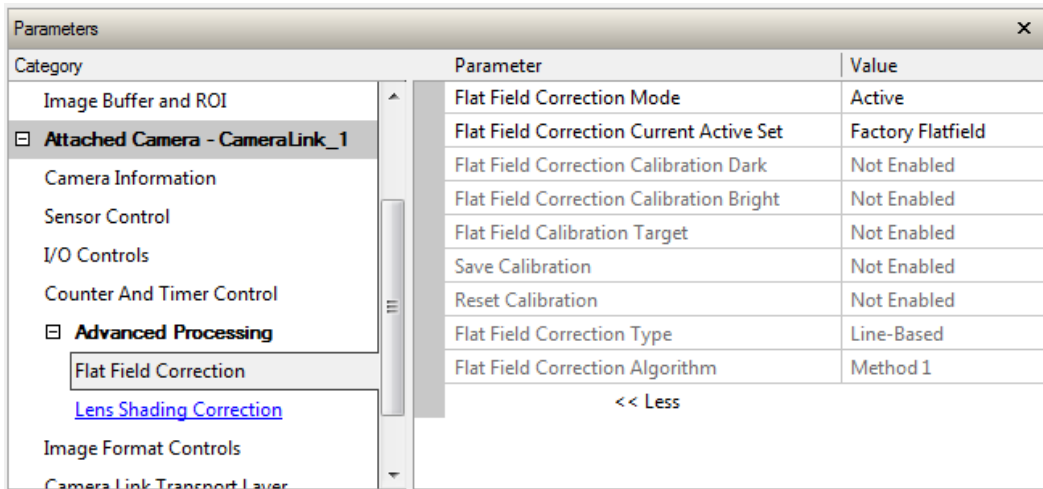 Parameters
Category
Parameter Value
Image Buffer and ROI
Attached Camera - CameraLink_1
Camera Information
Sensor Control
I/O Controls
Counter And Timer Control
Advanced Processing
Flat Field Correction
Lens Shading Correction
Image Format Controls
Camera Link Transport Layer
Flat Field Correction Mode Active
Flat Field Correction Current Active Set Factory Flatfield
Flat Field Correction Calibration Dark Not Enabled
Flat Field Correction Calibration Bright Not Enabled
Flat Field Calibration Target Not Enabled
Save Calibration Not Enabled
Reset Calibration Not Enabled
Flat Field Correction Type Line-Based
Flat Field Correction Algorithm Method 1
<< Less